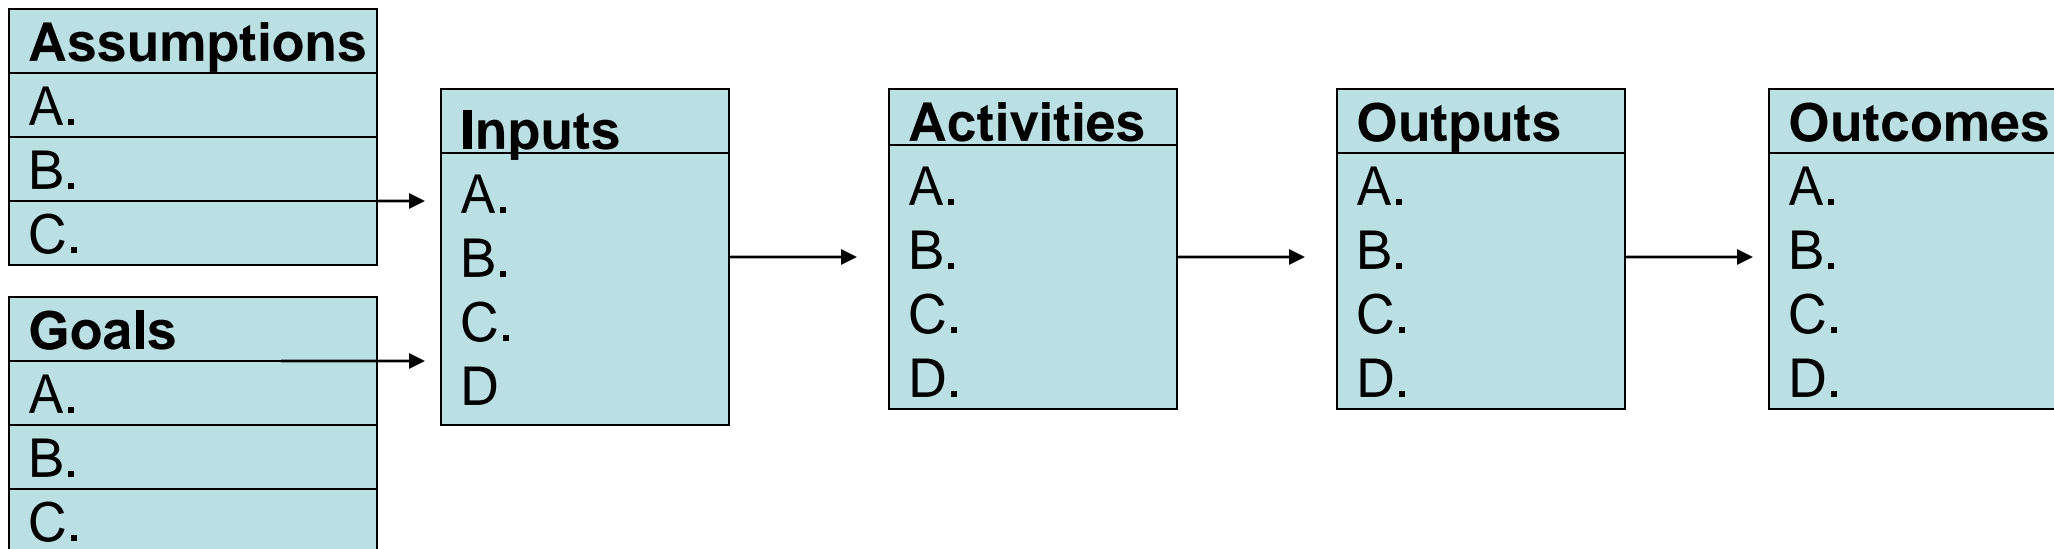 Assumptions
A.
B.
C.
Goals
A.
B.
C.
Inputs
A.
B.
C.
D
Activities
A.
B.
C.
D.
Outputs
A.
B.
C.
D.
Outcomes
A.
B.
C.
D.